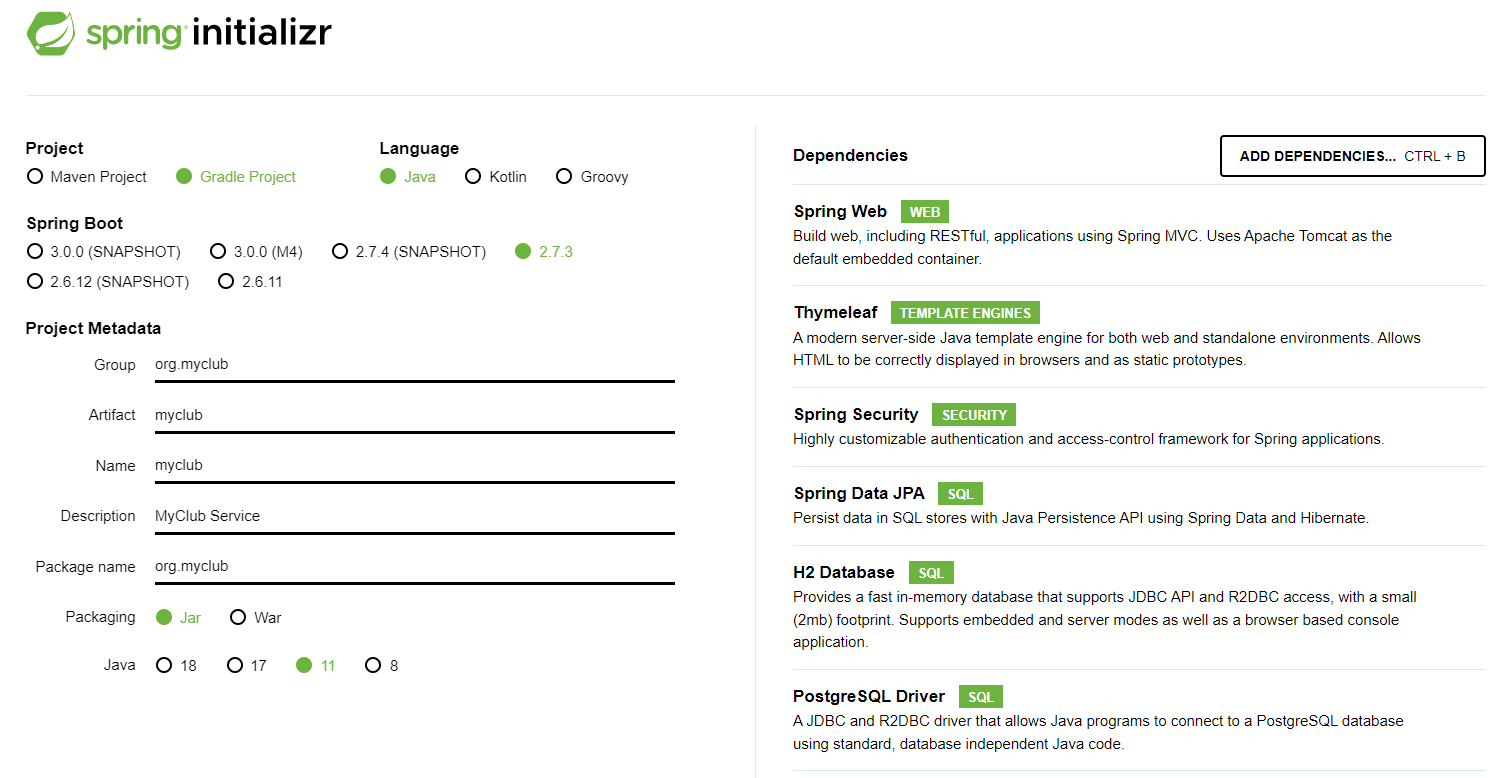 spring initializr
Project
Maven Project Gradle Project
Language
Java Kotlin Groovy
Spring Boot
3.0.0 (SNAPSHOT) 3.0.0 (M4) 2.7.4 (SNAPSHOT) 2.7.3
2.6.12 (SNAPSHOT) 2.6.11
Project Metadata
Group org.myclub
Artifact myclub
Name myclub
Description MyClub Service
Package name org.myclub
Packaging Jar War
Java 18 17 11 8
Dependencies
ADD DEPENDENCIES... CTRL + B
Spring Web WEB
Build web, including RESTful, applications using Spring MVC. Uses Apache Tomcat as the
default embedded container.
Thymeleaf TEMPLATE ENGINES
A modern server-side Java template engine for both web and standalone environments. Allows
HTML to be correctly displayed in browsers and as static prototypes.
Spring Security SECURITY
Highly customizable authentication and access-control framework for Spring applications.
Spring Data JPA SQL
Persist data in SQL stores with Java Persistence API using Spring Data and Hibernate.
H2 Database SQL
Provides a fast in-memory database that supports JDBC API and R2DBC access, with a small
(2mb) footprint. Supports embedded and server modes as well as a browser based console
application.
PostgreSQL Driver SQL
A JDBC and R2DBC driver that allows Java programs to connect to a PostgreSQL database
using standard, database independent Java code.